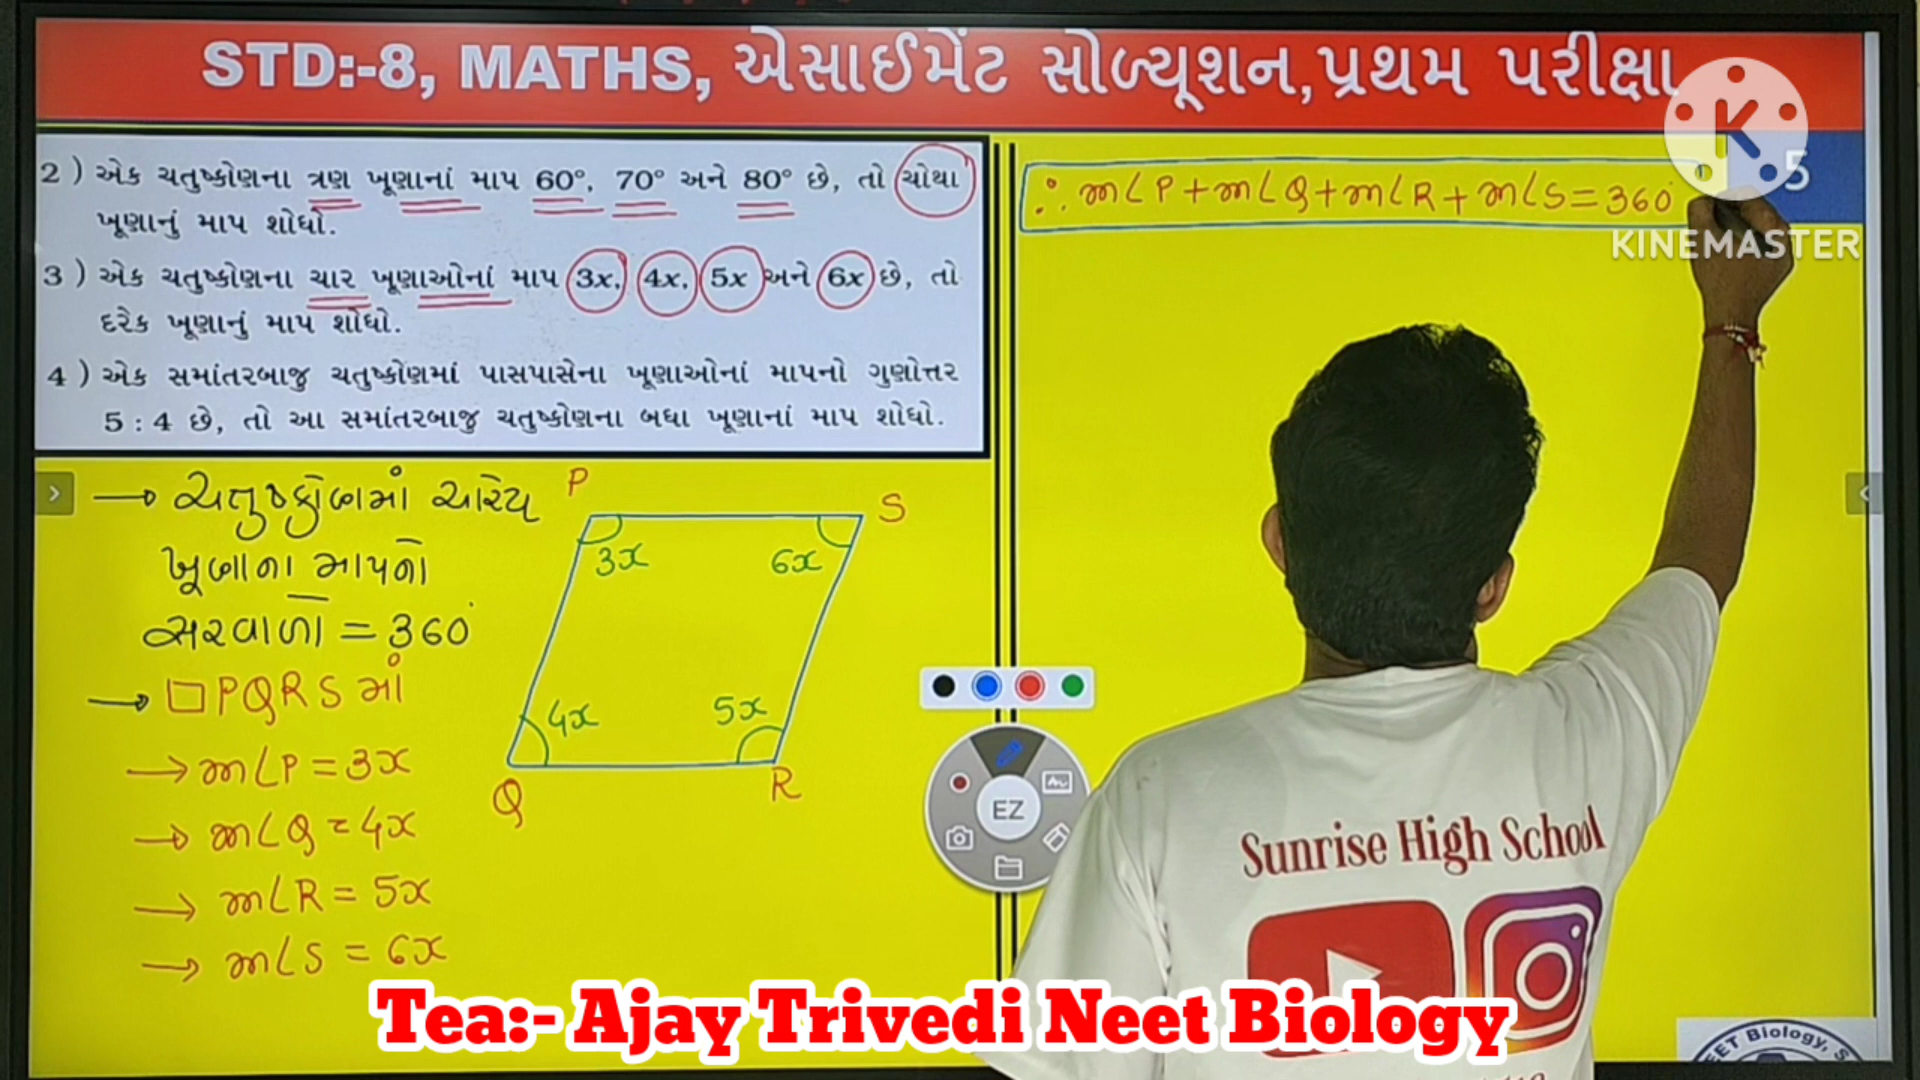 STD:-8, MATHS, એસાઈમેંટ સોળ્યૂશન,પ્રથમ પરીક્ષા
2 ) એક ચતુષ્કોણના ત્રણ ખૂણાનાં માપ 60°, 70° અને 80° છે, તો ચોથા
ખૂણાનું માપ શોધો.
3 ) એક ચતુષ્કોણના ચાર ખૂણાઓનાં માપ 3x, 4x, 5x અને 6x છે, તો
દરેક ખૂણાનું માપ શોધો.
4 ) એક સમાંતરબાજુ ચતુષ્કોણમાં પાસપાસેના ખૂણાઓનાં માપનો ગુણોત્તર
5 : 4 છે, તો આ સમાંતરબાજુ ચતુષ્કોણના બધા ખૂણાનાં માપ શોધો.
→ ચતુષ્કોણમાં ચારેય
ખૂણાના માપનો
સરવાળો = 360°
→ □PQRS માં
→ m∠P = 3x
→ m∠Q = 4x
→ m∠R = 5x
→ m∠S = 6x
P
S
3x
6x
4x
5x
Q
R
∴ m∠P + m∠Q + m∠R + m∠S = 360°
5
K
KINEMASTER
EZ
Sunrise High School
Tea:- Ajay Trivedi Neet Biology
EET Biology, S